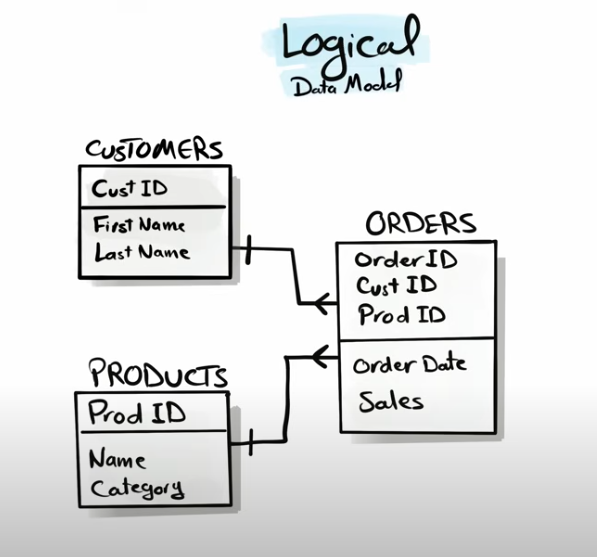 Logical
Data Model
CUSTOMERS
Cust ID
First Name
Last Name
ORDERS
Order ID
Cust ID
Prod ID
Order Date
Sales
PRODUCTS
Prod ID
Name
Category